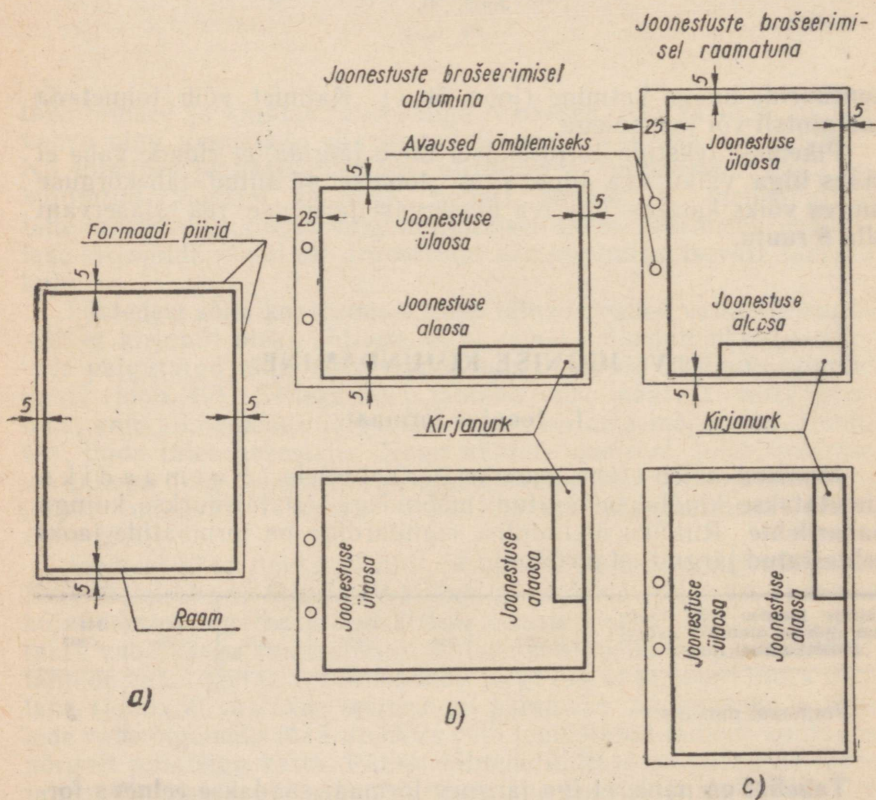 Joonestuste brošeerimisel
albumina
Joonestuste brošeerimi-
sel raamatuna
Avaused õmblemiseks
Formaadi piirid
5
5
5
5
Raam
a)
5
25
5
Joonestuse
ülaosa
Joonestuse
alaosa
5
Kirjanurk
Joonestuse
ülaosa
Joonestuse
alaosa
b)
5
25
5
Joonestuse
ülaosa
Joonestuse
alaosa
5
Kirjanurk
Joonestuse
ülaosa
Joonestuse
alaosa
c)